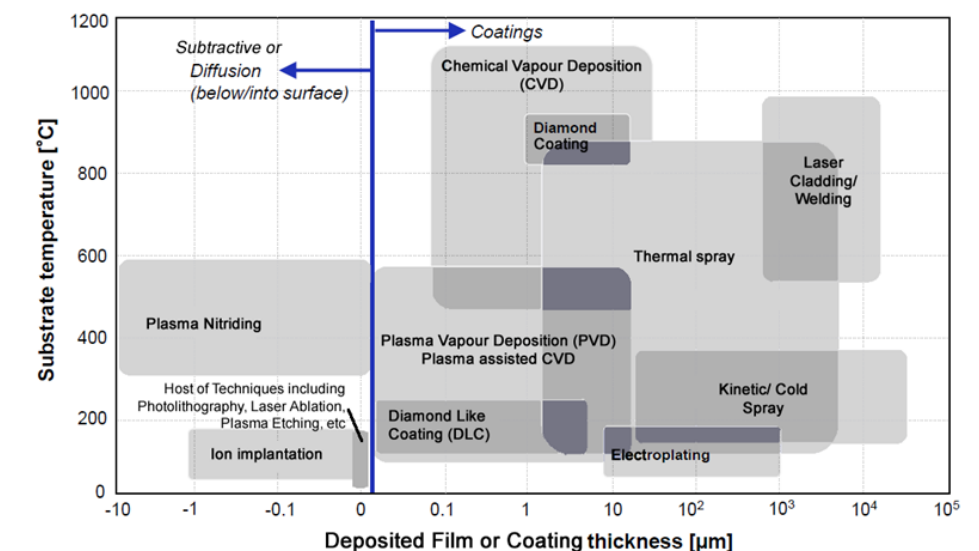 1200
1000
800
600
400
200
0
Substrate temperature [°C]
Subtractive or
Diffusion
(below/into surface)
Coatings
Chemical Vapour Deposition
(CVD)
Diamond
Coating
Laser
Cladding/
Welding
Thermal spray
Plasma Nitriding
Plasma Vapour Deposition (PVD)
Plasma assisted CVD
Host of Techniques including
Photolithography, Laser Ablation,
Plasma Etching, etc
Kinetic/ Cold
Spray
Diamond Like
Coating (DLC)
Ion implantation
Electroplating
-10 -1 -0.1 0 0.1 1 10 10² 10³ 10⁴ 10⁵
Deposited Film or Coating thickness [µm]